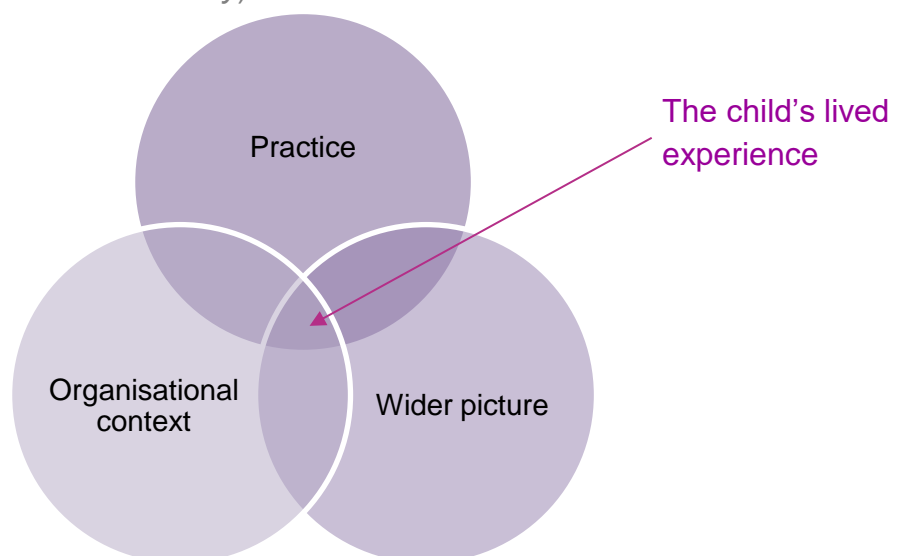 Practice
The child's lived
experience
Organisational
context
Wider picture